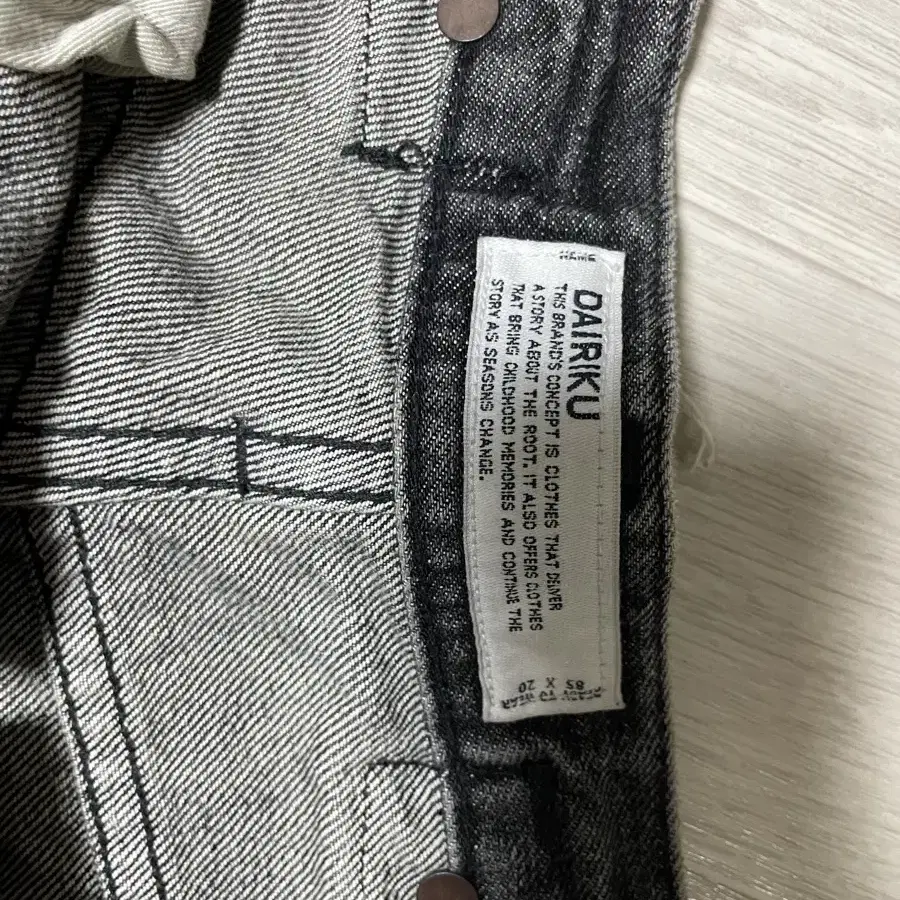 NAME
DAIRIKU
THIS BRAND'S CONCEPT IS CLOTHES THAT DELIVER
A STORY ABOUT THE ROOT. IT ALSO OFFERS CLOTHES
THAT BRING CHILDHOOD MEMORIES AND CONTINUE THE
STORY AS SEASONS CHANGE.
85 X 20
READY TO WEAR